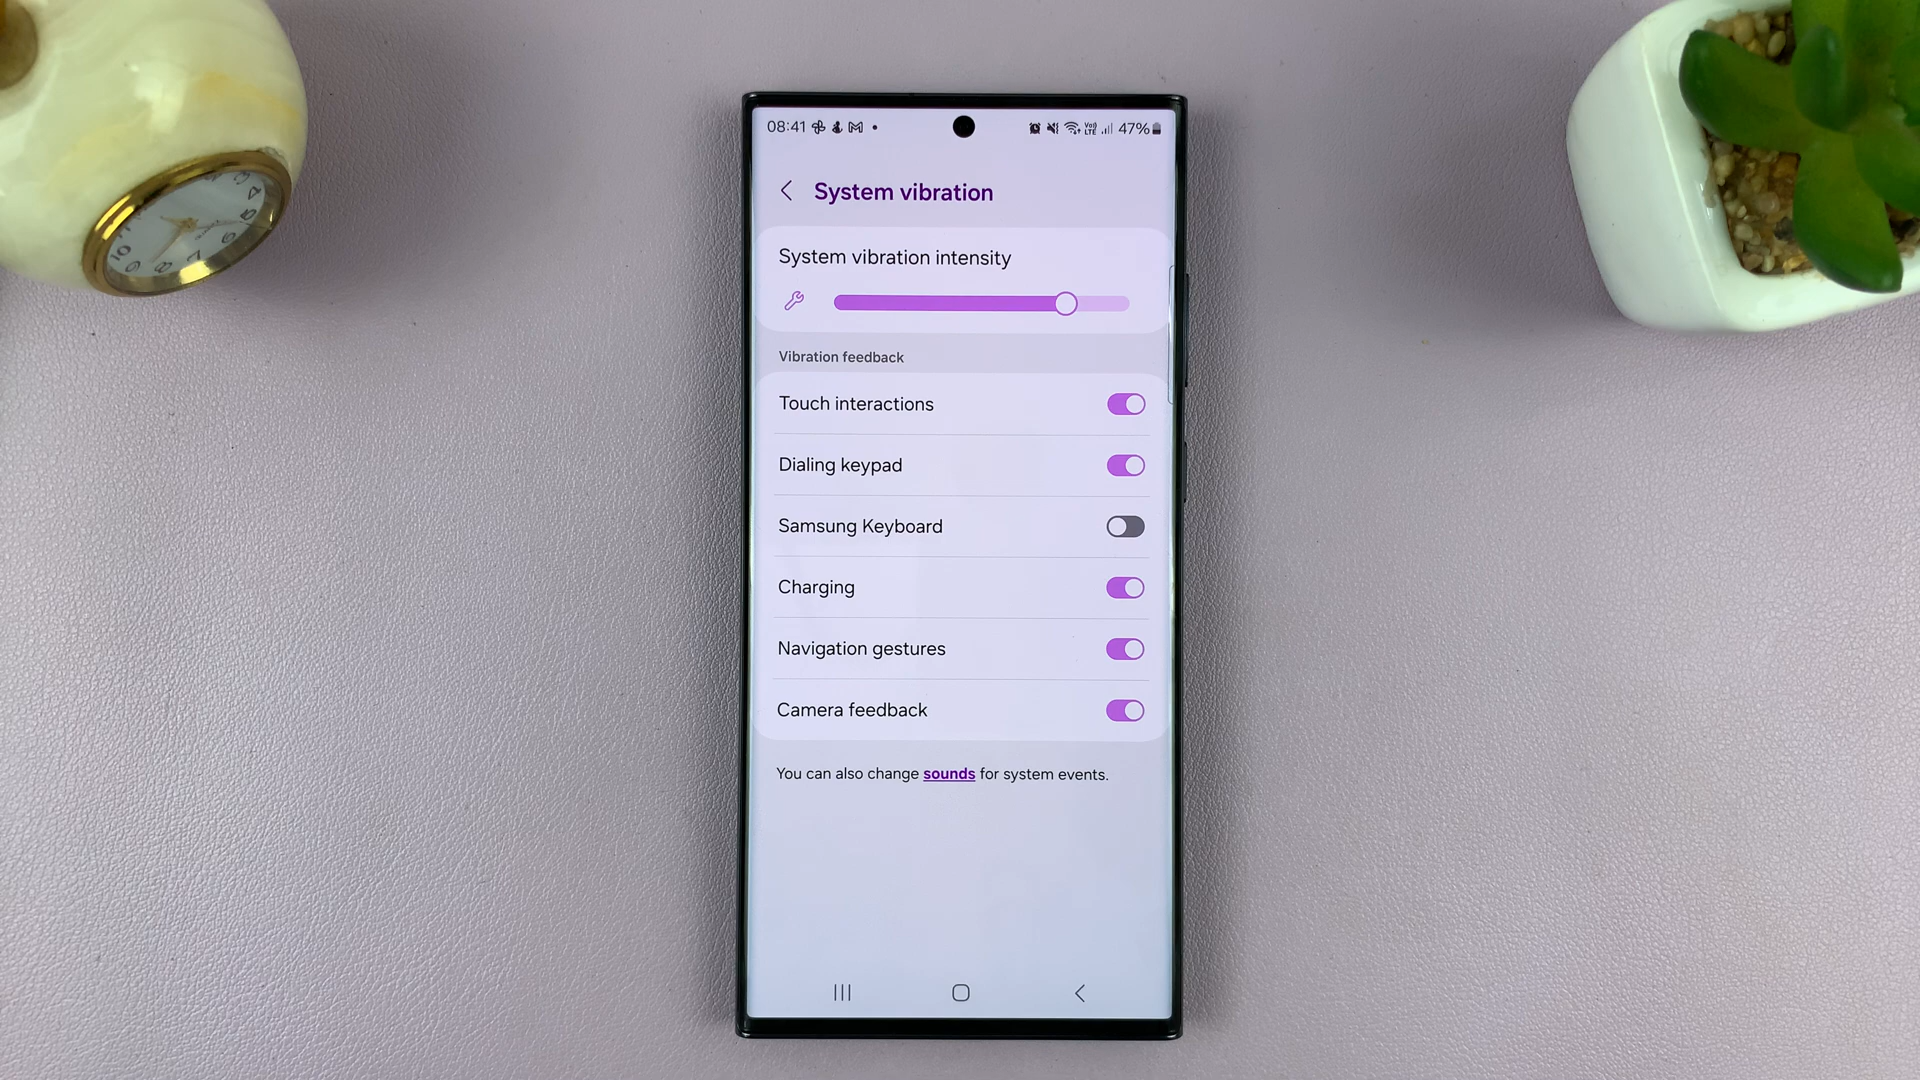 08:41 47%
System vibration
System vibration intensity
Vibration feedback
Touch interactions
Dialing keypad
Samsung Keyboard
Charging
Navigation gestures
Camera feedback
You can also change sounds for system events.